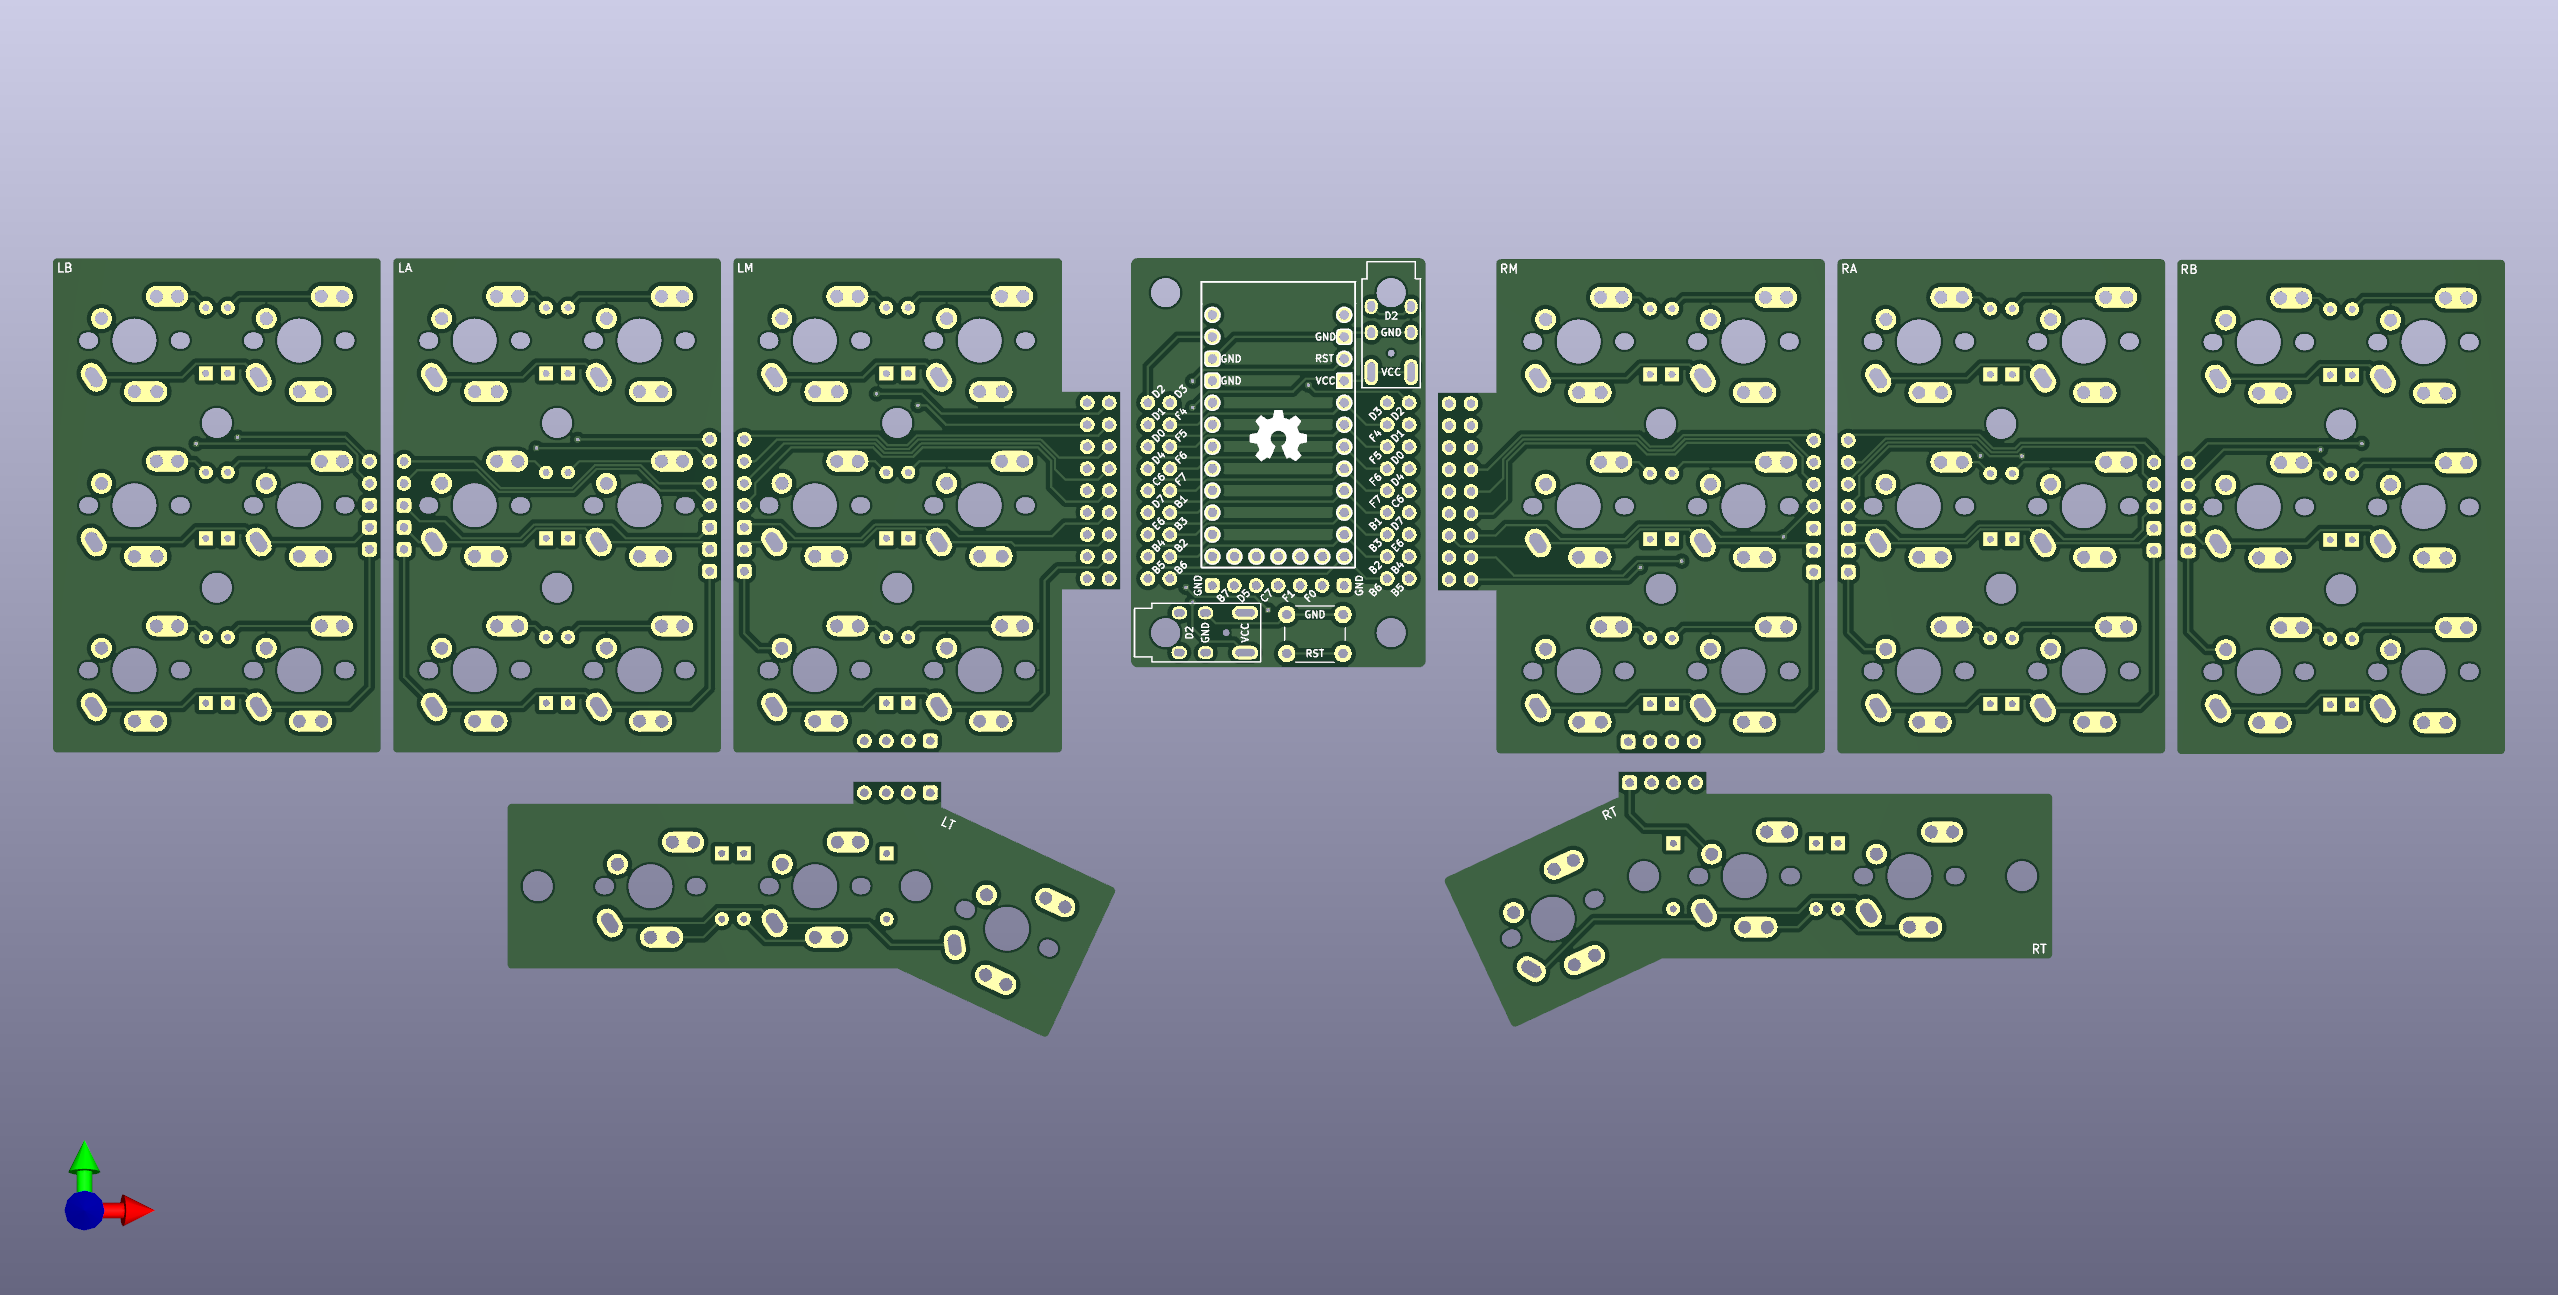 LB
LA
LM
RM
RA
RB
D2
GND
VCC
GND
RST
VCC
GND
GND
D2
D3
D1
F4
D0
F5
D4
F6
C6
F7
D7
B1
E6
B3
B4
B2
B5
B6
D3
D2
F4
D1
F5
D0
F6
D4
F7
C6
B1
D7
B3
E6
B2
B4
B6
B5
GND
B7
D5
C7
F1
F0
GND
D2
GND
VCC
GND
RST
LT
RT
RT